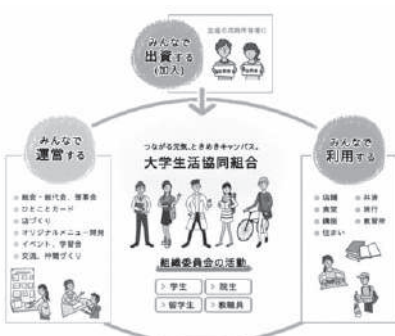 みんなで
出資する
(加入)
みんなで
運営する
総会・総代会、理事会
ひとことカード
店づくり
オリジナルメニュー開発
イベント、学習会
交流、仲間づくり
つながる元気、ときめきキャンパス。
大学生活協同組合
組織委員会の活動
> 学生
> 院生
> 留学生
> 教職員
みんなで
利用する
店舗
共済
食堂
旅行
講座
教習所
住まい